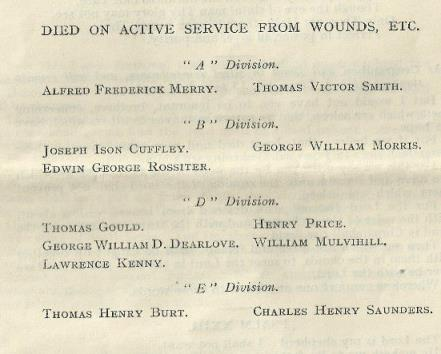 DIED ON ACTIVE SERVICE FROM WOUNDS, ETC.
"A" Division.
ALFRED FREDERICK MERRY. THOMAS VICTOR SMITH.
"B" Division.
JOSEPH ISON CUFFLEY. GEORGE WILLIAM MORRIS.
EDWIN GEORGE ROSSITER.
"D" Division.
THOMAS GOULD. HENRY PRICE.
GEORGE WILLIAM D. DEARLOVE. WILLIAM MULVIHILL.
LAWRENCE KENNY.
"E" Division.
THOMAS HENRY BURT. CHARLES HENRY SAUNDERS.